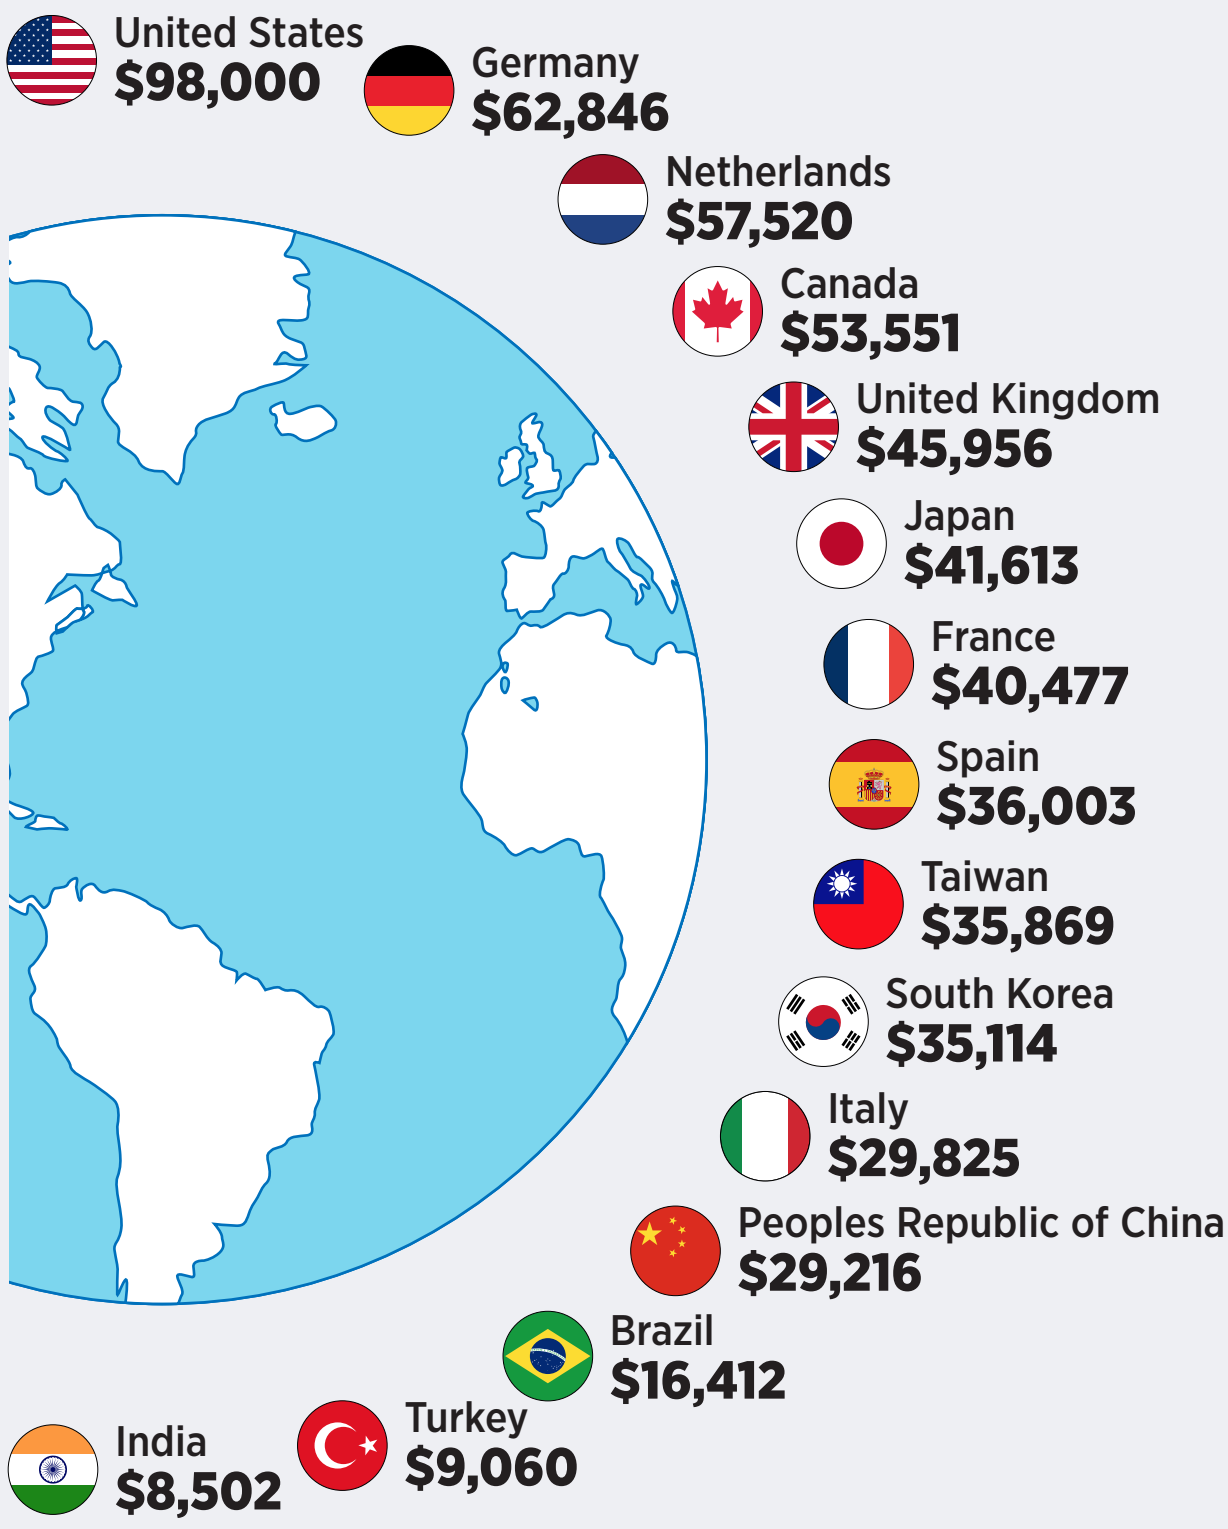 United States
$98,000
Germany
$62,846
Netherlands
$57,520
Canada
$53,551
United Kingdom
$45,956
Japan
$41,613
France
$40,477
Spain
$36,003
Taiwan
$35,869
South Korea
$35,114
Italy
$29,825
Peoples Republic of China
$29,216
Brazil
$16,412
Turkey
$9,060
India
$8,502